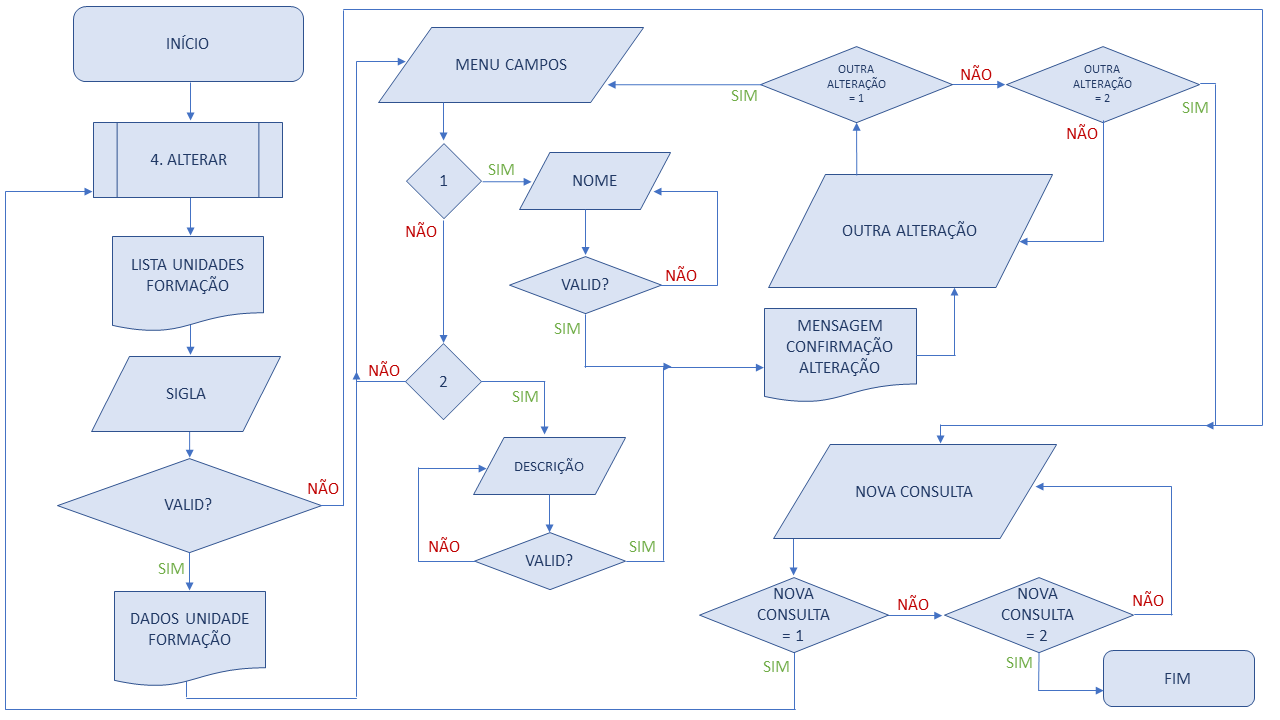 INÍCIO
4. ALTERAR
LISTA UNIDADES
FORMAÇÃO
SIGLA
VALID?
NÃO
SIM
DADOS UNIDADE
FORMAÇÃO
MENU CAMPOS
1
SIM
NÃO
NOME
VALID?
NÃO
SIM
2
NÃO
SIM
DESCRIÇÃO
VALID?
NÃO
SIM
MENSAGEM
CONFIRMAÇÃO
ALTERAÇÃO
OUTRA ALTERAÇÃO
OUTRA
ALTERAÇÃO
= 1
SIM
NÃO
OUTRA
ALTERAÇÃO
= 2
NÃO
SIM
NOVA CONSULTA
NOVA
CONSULTA
= 1
NÃO
SIM
NOVA
CONSULTA
= 2
NÃO
SIM
FIM